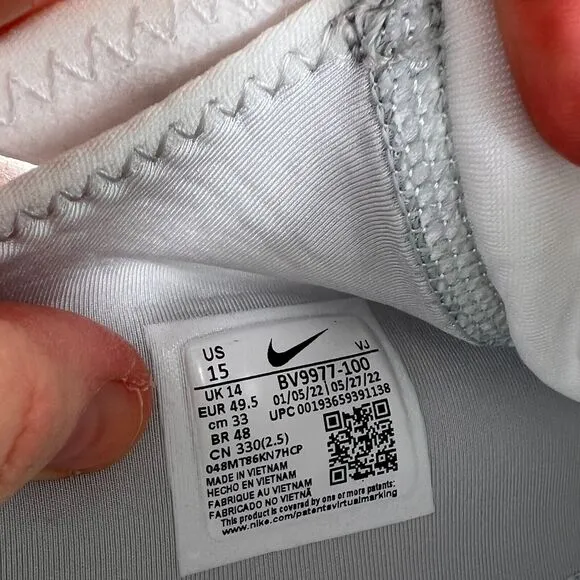 US
15
VJ
UK 14
BV9977-100
EUR 49.5
01/05/22 05/27/22
cm 33
UPC 00193659391138
BR 48
CN 330(2.5)
048MT86KN7HCP
MADE IN VIETNAM
HECHO EN VIETNAM
FABRIQUE AU VIETNAM
FABRICADO NO VIETNÃ
This product is covered by one or more patents:
www.nike.com/patentsvirtualmarking